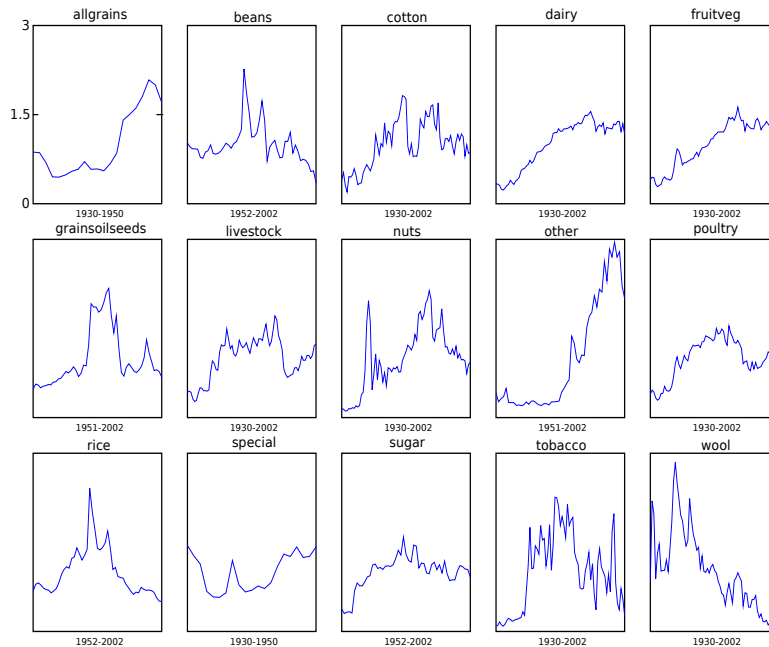 allgrains beans cotton dairy fruitveg
3
1.5
0
1930-1950 1952-2002 1930-2002 1930-2002 1930-2002
grainsoilseeds livestock nuts other poultry
1951-2002 1930-2002 1930-2002 1951-2002 1930-2002
rice special sugar tobacco wool
1952-2002 1930-1950 1952-2002 1930-2002 1930-2002